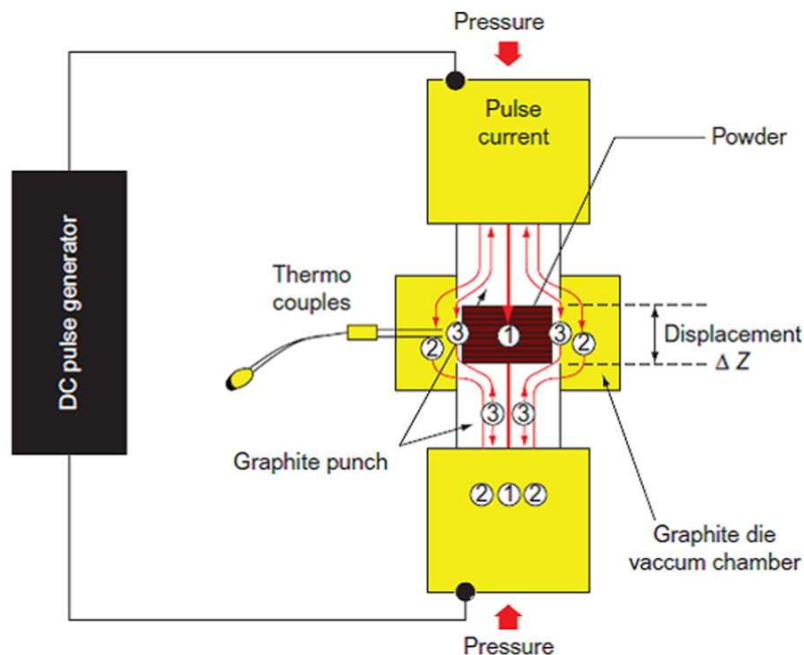 Pressure
Pulse
current
Powder
DC pulse generator
Thermo
couples
3
1
3
2
2
Displacement
Δ Z
3
3
Graphite punch
2
1
2
Graphite die
vaccum chamber
Pressure